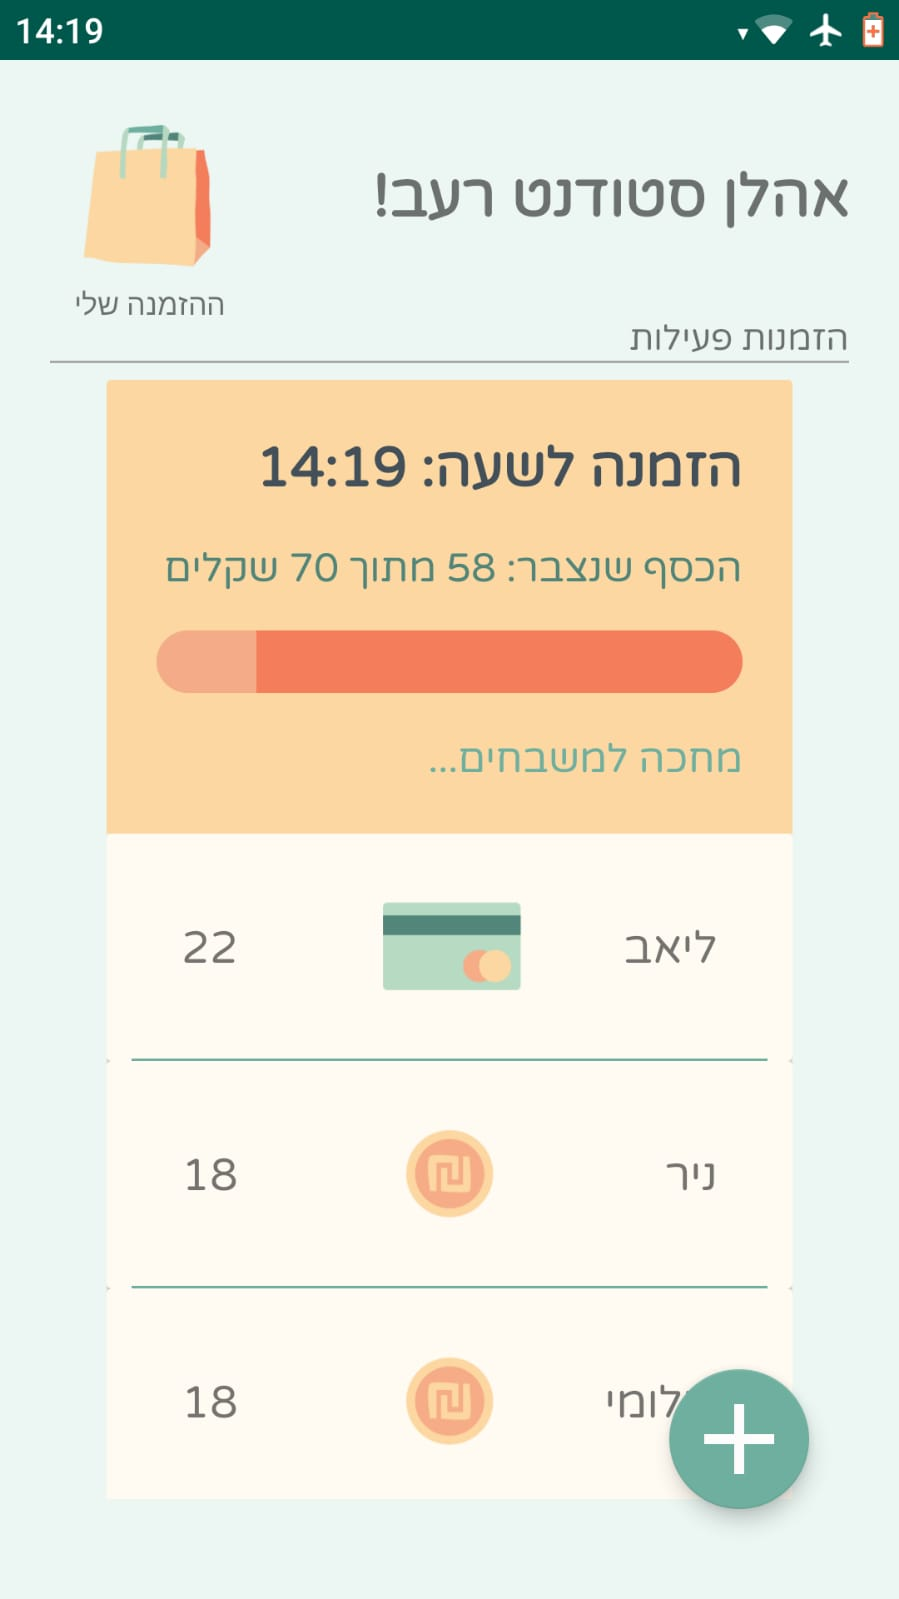 14:19
אהלן סטודנט רעב!
ההזמנה שלי
הזמנות פעילות
הזמנה לשעה: 14:19
הכסף שנצבר: 58 מתוך 70 שקלים
מחכה למשבחים...
ליאב 22
ניר 18
18